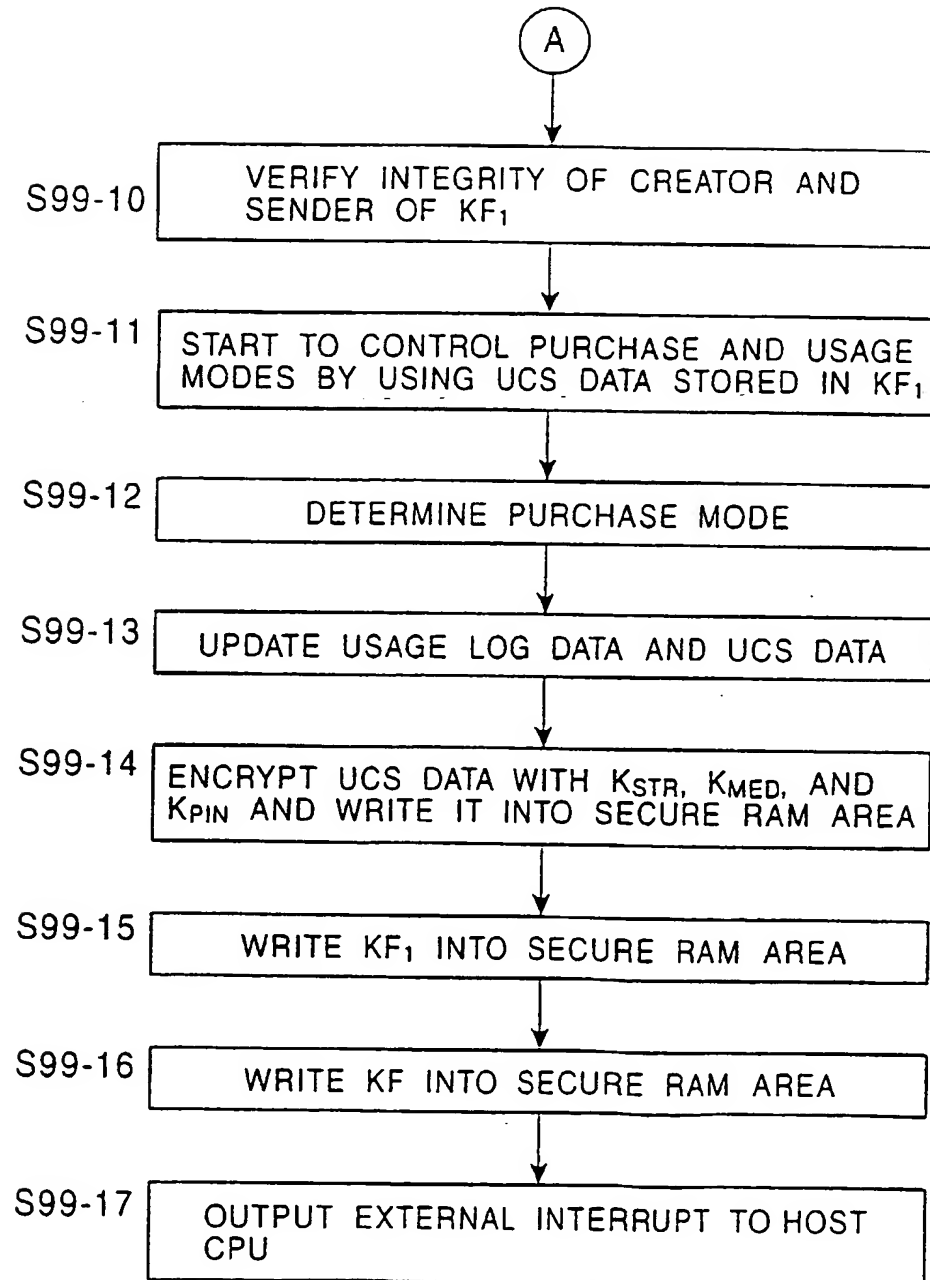 A
S99-10
VERIFY INTEGRITY OF CREATOR AND
SENDER OF KF₁
S99-11
START TO CONTROL PURCHASE AND USAGE
MODES BY USING UCS DATA STORED IN KF₁
S99-12
DETERMINE PURCHASE MODE
S99-13
UPDATE USAGE LOG DATA AND UCS DATA
S99-14
ENCRYPT UCS DATA WITH KSTR, KMED, AND
KPIN AND WRITE IT INTO SECURE RAM AREA
S99-15
WRITE KF₁ INTO SECURE RAM AREA
S99-16
WRITE KF INTO SECURE RAM AREA
S99-17
OUTPUT EXTERNAL INTERRUPT TO HOST
CPU